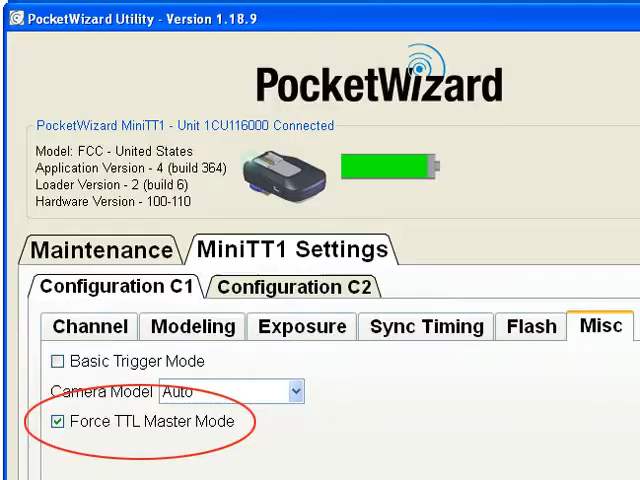 PocketWizard Utility - Version 1.18.9
PocketWizard
PocketWizard MiniTT1 - Unit 1CU116000 Connected
Model: FCC - United States
Application Version - 4 (build 364)
Loader Version - 2 (build 6)
Hardware Version - 100-110
Maintenance MiniTT1 Settings
Configuration C1 Configuration C2
Channel Modeling Exposure Sync Timing Flash Misc
Basic Trigger Mode
Camera Model Auto
Force TTL Master Mode